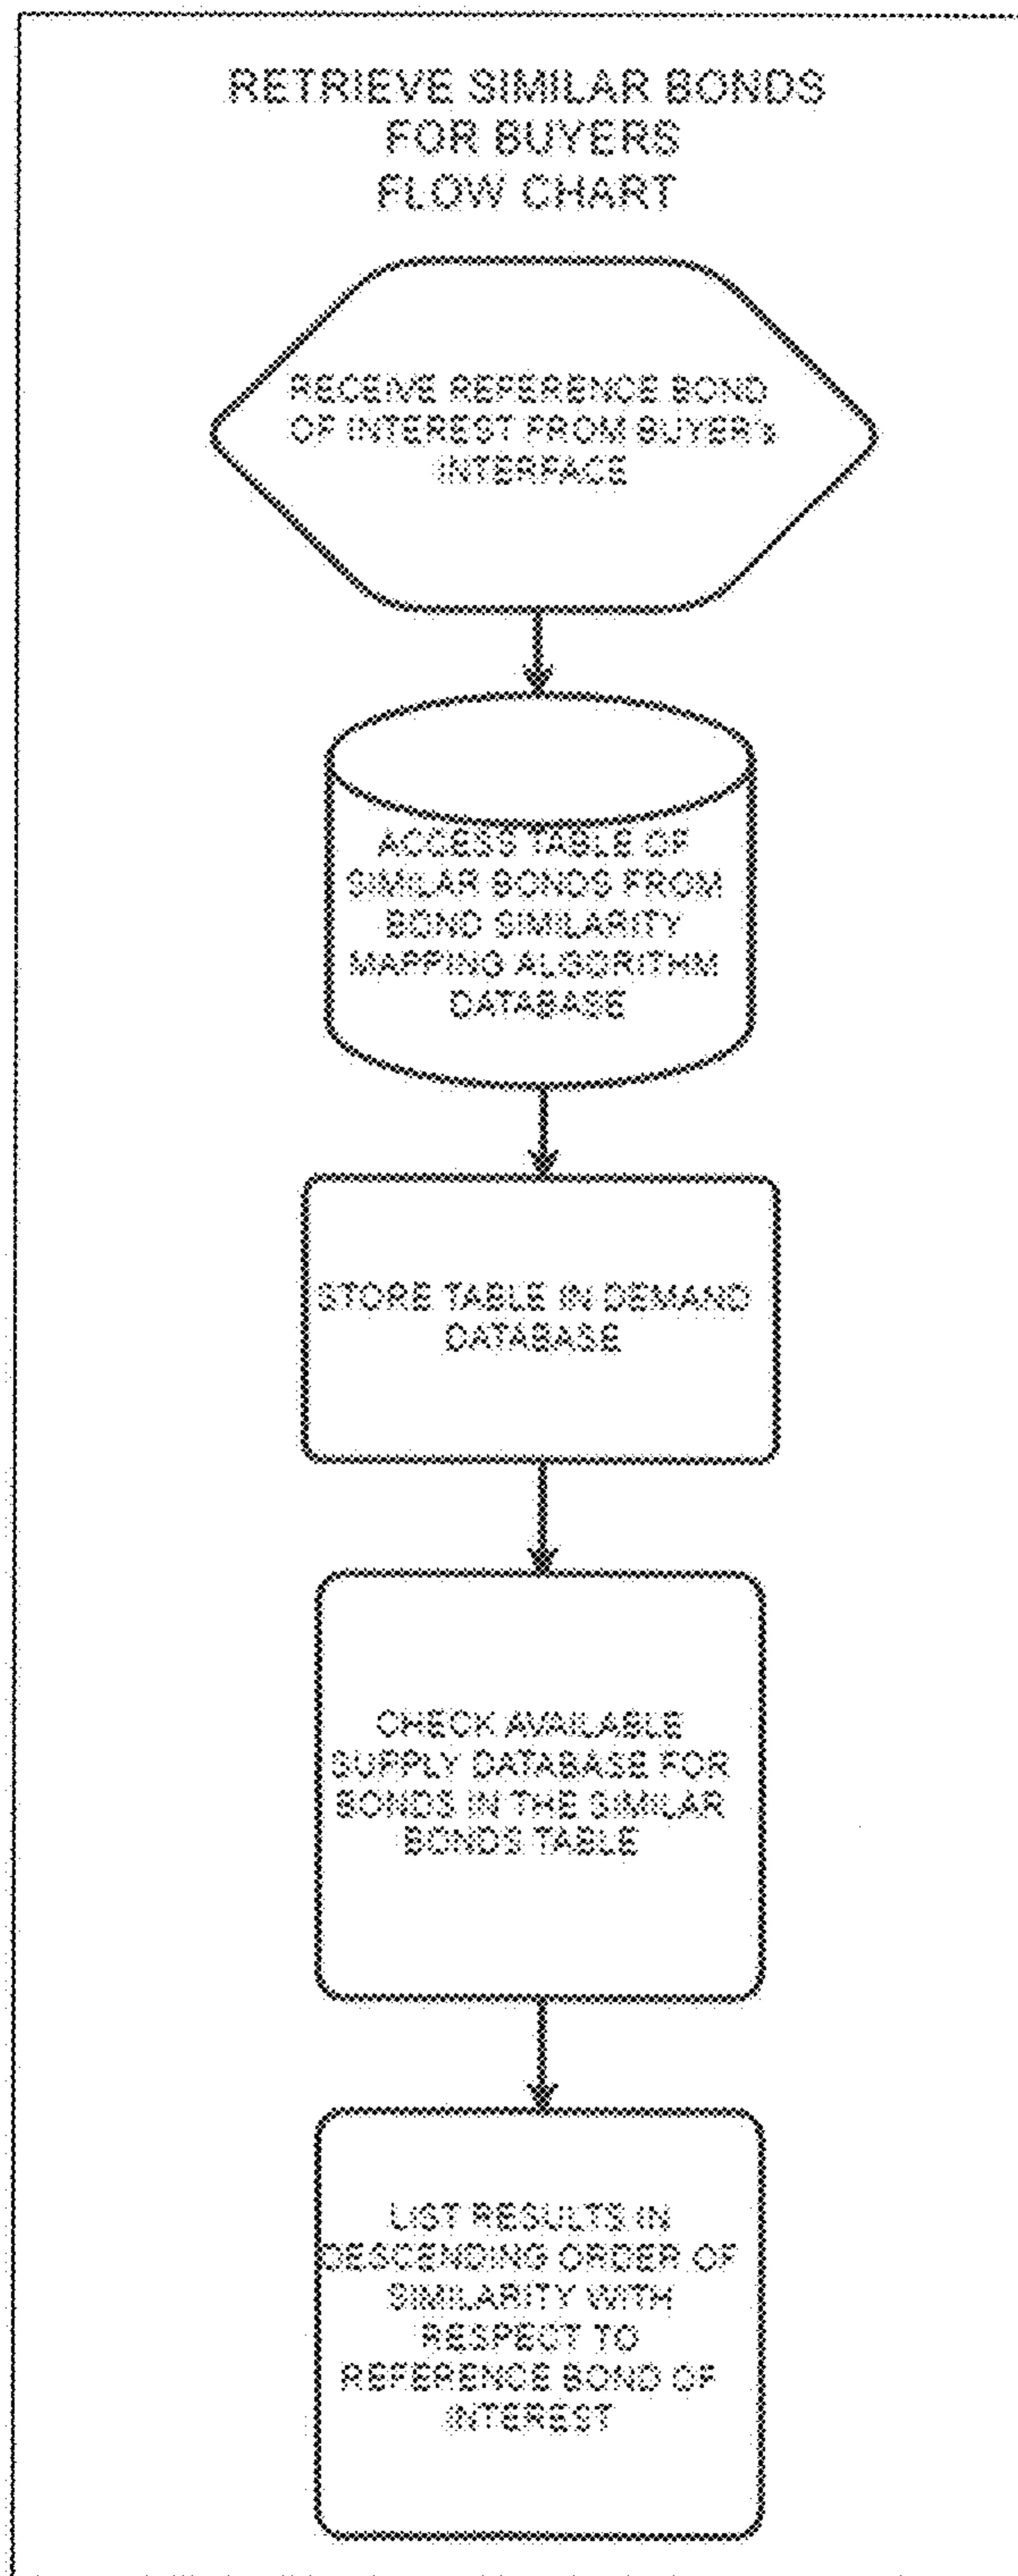 RETRIEVE SIMILAR BONDS
FOR BUYERS
FLOW CHART
RECEIVE REFERENCE BOND
OF INTEREST FROM BUYER's
INTERFACE
ACCESS TABLE OF
SIMILAR BONDS FROM
BOND SIMILARITY
MAPPING ALGORITHM
DATABASE
STORE TABLE IN DEMAND
DATABASE
CHECK AVAILABLE
SUPPLY DATABASE FOR
BONDS IN THE SIMILAR
BONDS TABLE
LIST RESULTS IN
DESCENDING ORDER OF
SIMILARITY WITH
RESPECT TO
REFERENCE BOND OF
INTEREST